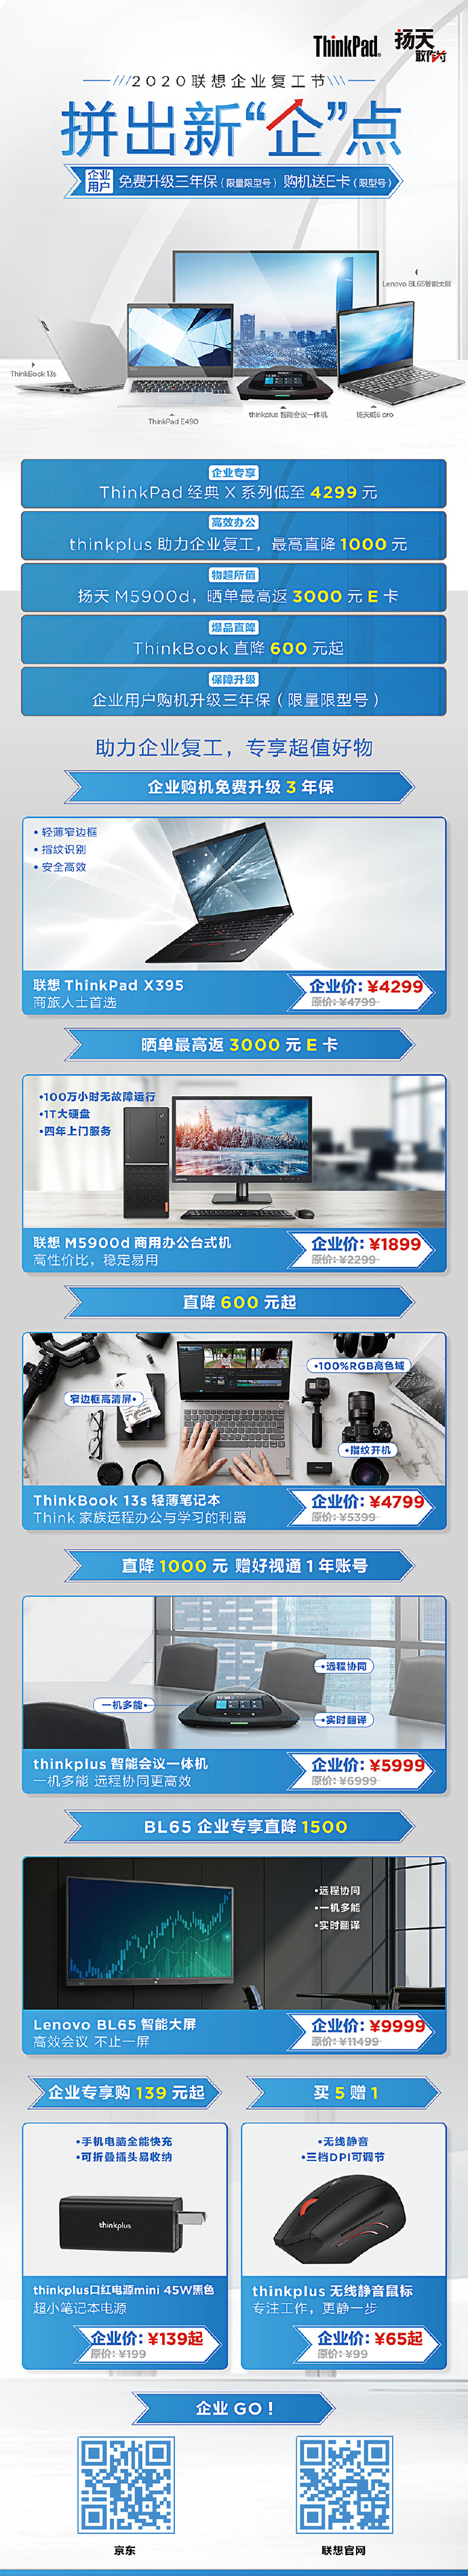 ThinkPad
扬天
敢作为
2020联想企业复工节
拼出新“企”点
企业用户 免费升级三年保(限量限型号) 购机送E卡(限型号)
Lenovo BL65智能大屏
ThinkBook 13s
ThinkPad E490
thinkplus 智能会议一体机
扬天威6 pro
企业专享
ThinkPad 经典 X 系列低至 4299 元
高效办公
thinkplus 助力企业复工，最高直降 1000 元
物超所值
扬天 M5900d，晒单最高返 3000 元 E 卡
爆品直降
ThinkBook 直降 600 元起
保障升级
企业用户购机升级三年保（限量限型号）
助力企业复工，专享超值好物
企业购机免费升级 3 年保
• 轻薄窄边框
• 指纹识别
• 安全高效
联想 ThinkPad X395
商旅人士首选
企业价: ¥4299
原价: ¥4799
晒单最高返 3000 元 E 卡
•100万小时无故障运行
•1T大硬盘
•四年上门服务
联想 M5900d 商用办公台式机
高性价比，稳定易用
企业价: ¥1899
原价: ¥2299
直降 600 元起
•100%RGB高色域
窄边框高清屏•
•指纹开机
ThinkBook 13s 轻薄笔记本
Think 家族远程办公与学习的利器
企业价: ¥4799
原价: ¥5399
直降 1000 元 赠好视通 1 年账号
•远程协同
一机多能•
•实时翻译
thinkplus 智能会议一体机
一机多能 远程协同更高效
企业价: ¥5999
原价: ¥6999
BL65 企业专享直降 1500
•远程协同
•一机多能
•实时翻译
Lenovo BL65 智能大屏
高效会议 不止一屏
企业价: ¥9999
原价: ¥11499
企业专享购 139 元起
•手机电脑全能快充
•可折叠插头易收纳
thinkplus
thinkplus口红电源mini 45W黑色
超小笔记本电源
企业价: ¥139起
原价: ¥199
买 5 赠 1
•无线静音
•三档DPI可调节
thinkplus 无线静音鼠标
专注工作，更静一步
企业价: ¥65起
原价: ¥99
企业 GO！
京东
联想官网